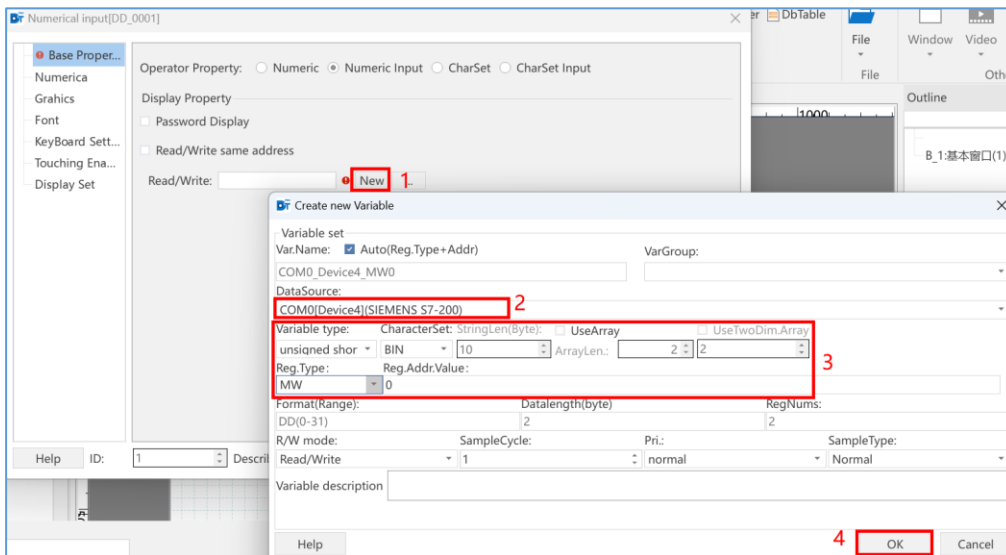 Numerical input[DD_0001]
er DbTable
File Window Video
File Oth
Base Proper...
Numerica
Grahics
Font
KeyBoard Sett...
Touching Ena...
Display Set
Operator Property: Numeric Numeric Input CharSet CharSet Input
Display Property
Password Display
Read/Write same address
Read/Write: New ... 1
1000
Outline
B_1:基本窗口(1)
Help ID: 1 Describ
Create new Variable
Variable set
Var.Name: Auto(Reg.Type+Addr) VarGroup:
COM0_Device4_MW0
DataSource:
COM0[Device4](SIEMENS S7-200) 2
Variable type: CharacterSet: StringLen(Byte): UseArray UseTwoDim.Array
unsigned shor BIN 10 ArrayLen.: 2 2
3
Reg.Type: Reg.Addr.Value:
MW 0
Format(Range): Datalength(byte) RegNums:
DD(0-31) 2 2
R/W mode: SampleCycle: Pri.: SampleType:
Read/Write 1 normal Normal
Variable description
Help 4 OK Cancel